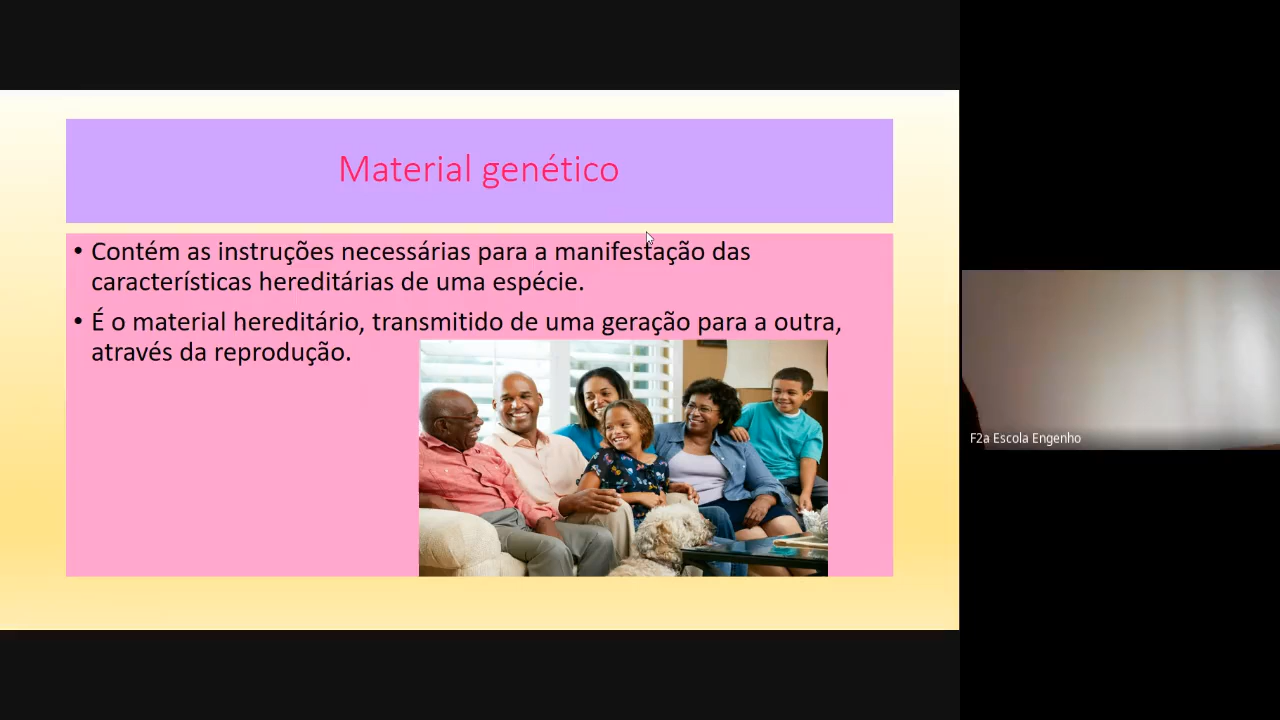 Material genético
• Contém as instruções necessárias para a manifestação das
características hereditárias de uma espécie.
• É o material hereditário, transmitido de uma geração para a outra,
através da reprodução.
F2a Escola Engenho